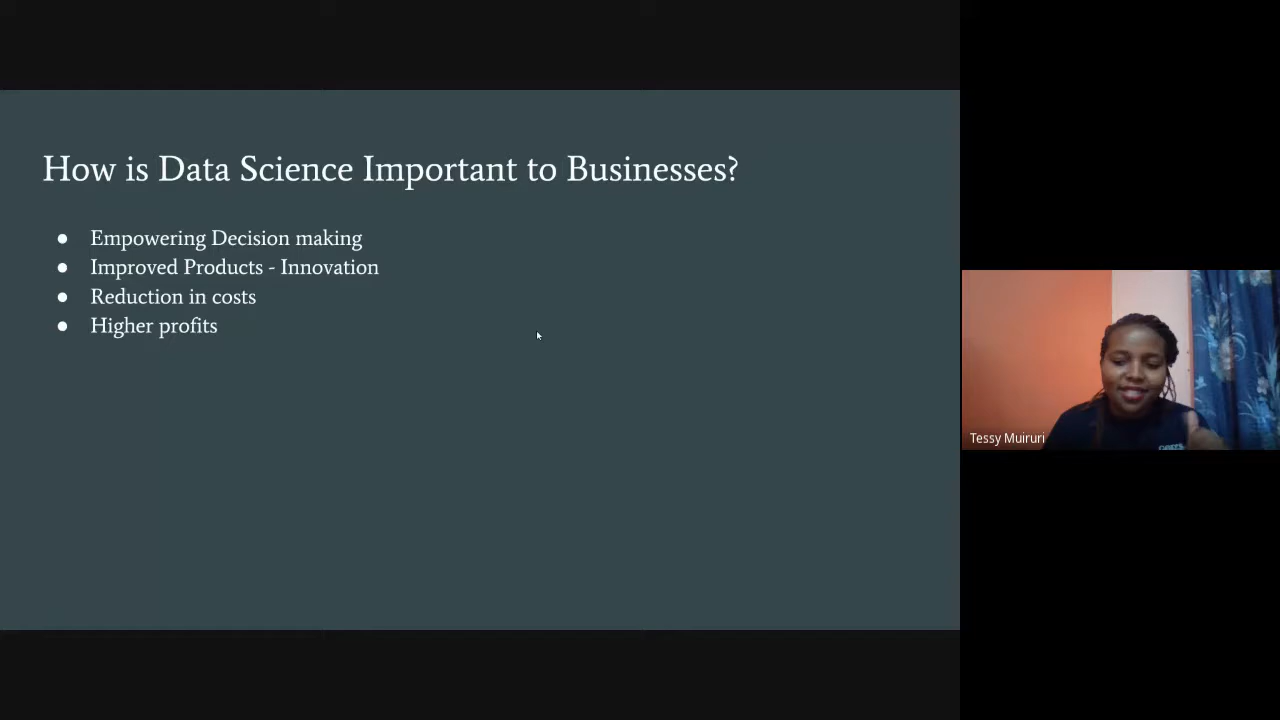 How is Data Science Important to Businesses?
● Empowering Decision making
● Improved Products - Innovation
● Reduction in costs
● Higher profits
Tessy Muiruri